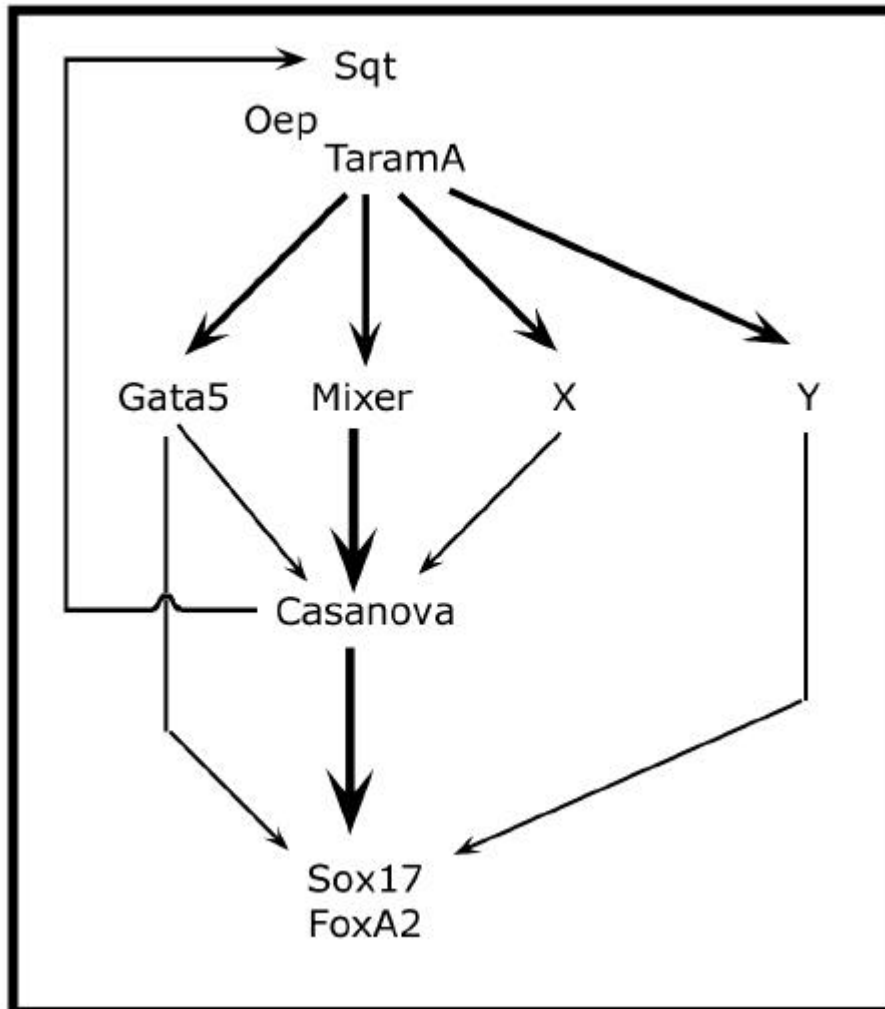 Sqt
Oep
TaramA
Gata5 Mixer X Y
Casanova
Sox17
FoxA2